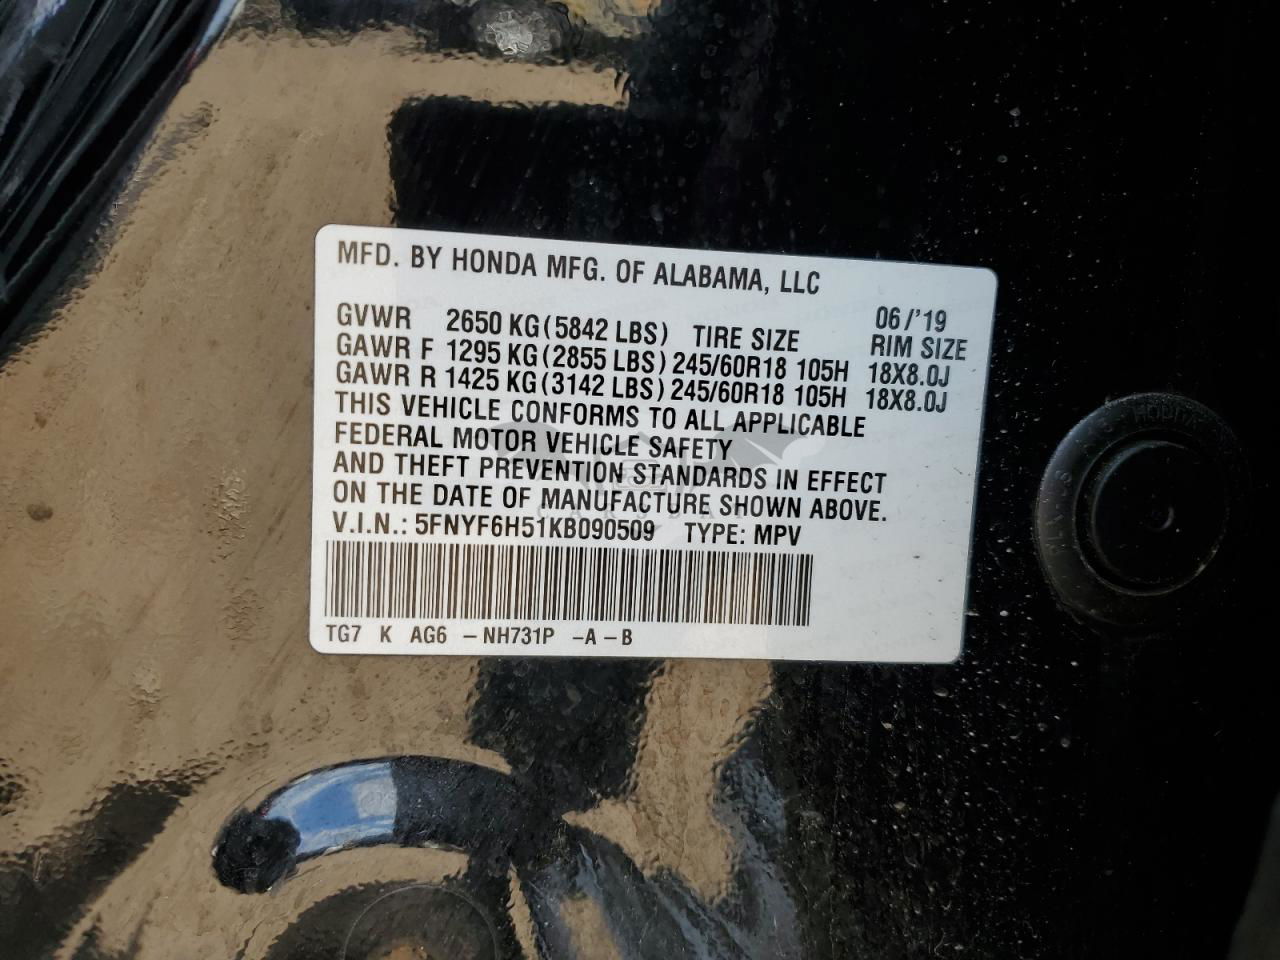 MFD. BY HONDA MFG. OF ALABAMA, LLC
GVWR 2650 KG (5842 LBS) TIRE SIZE 06/'19 RIM SIZE
GAWR F 1295 KG (2855 LBS) 245/60R18 105H 18X8.0J
GAWR R 1425 KG (3142 LBS) 245/60R18 105H 18X8.0J
THIS VEHICLE CONFORMS TO ALL APPLICABLE
FEDERAL MOTOR VEHICLE SAFETY
AND THEFT PREVENTION STANDARDS IN EFFECT
ON THE DATE OF MANUFACTURE SHOWN ABOVE.
V.I.N.: 5FNYF6H51KB090509 TYPE: MPV
TG7 K AG6 -NH731P -A -B